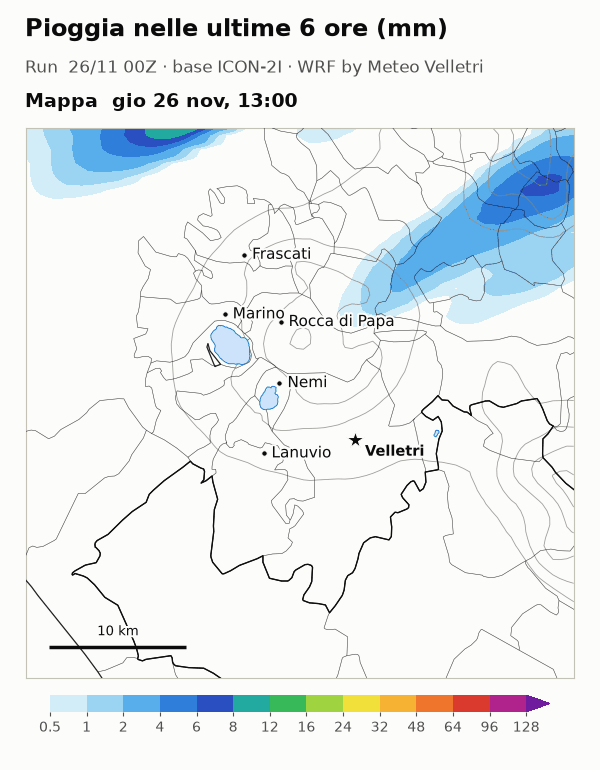 Pioggia nelle ultime 6 ore (mm)
Run  26/11 00Z · base ICON-2I · WRF by Meteo Velletri
Mappa  gio 26 nov, 13:00
Frascati
Marino
Rocca di Papa
Nemi
Velletri
Lanuvio
10 km
0.5 1 2 4 6 8 12 16 24 32 48 64 96 128